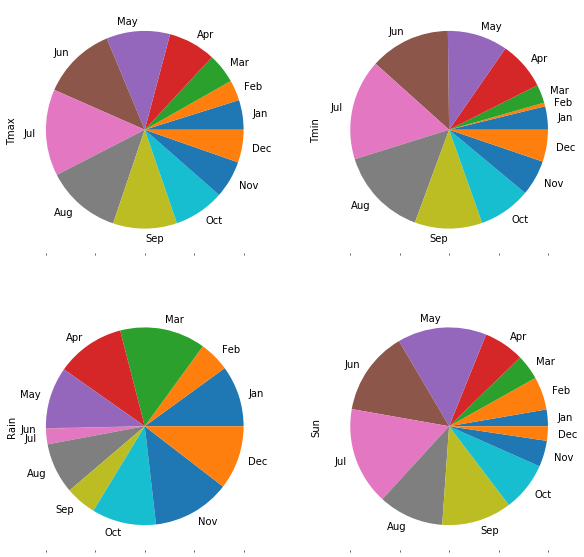 Tmax
Jan
Feb
Mar
Apr
May
Jun
Jul
Aug
Sep
Oct
Nov
Dec
Tmin
Jan
Feb
Mar
Apr
May
Jun
Jul
Aug
Sep
Oct
Nov
Dec
Rain
Jan
Feb
Mar
Apr
May
Jun
Jul
Aug
Sep
Oct
Nov
Dec
Sun
Jan
Feb
Mar
Apr
May
Jun
Jul
Aug
Sep
Oct
Nov
Dec